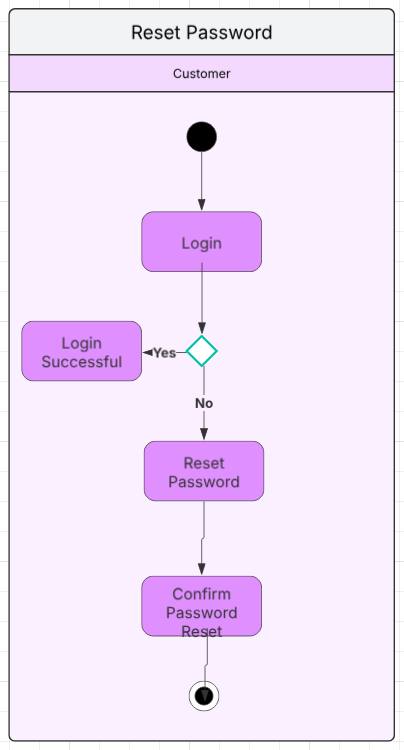 Reset Password
Customer
Login
Login
Successful
Yes
No
Reset
Password
Confirm
Password
Reset